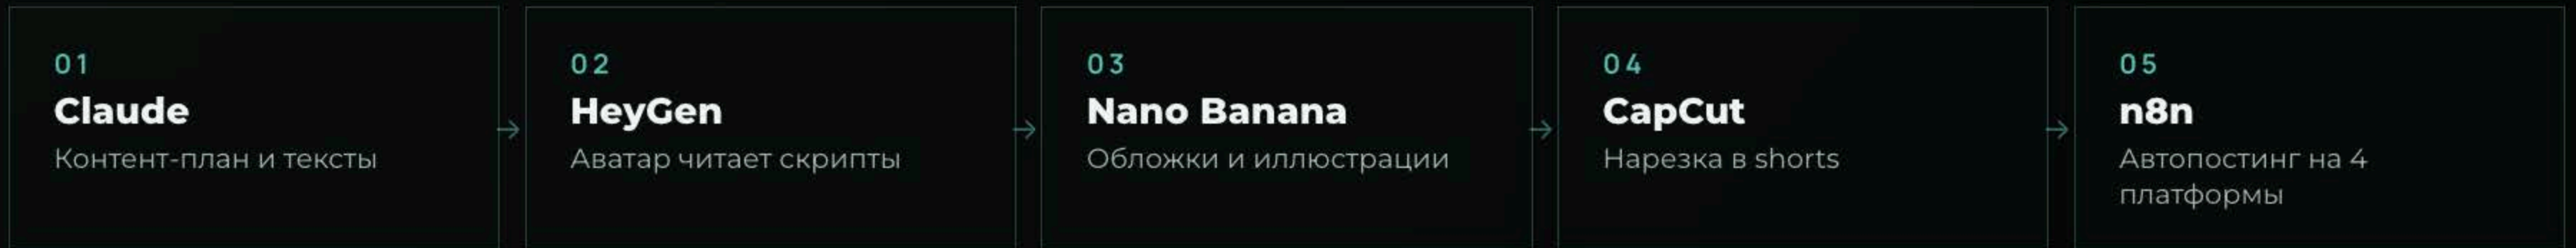 01
Claude
Контент-план и тексты
→
02
HeyGen
Аватар читает скрипты
→
03
Nano Banana
Обложки и иллюстрации
→
04
CapCut
Нарезка в shorts
→
05
n8n
Автопостинг на 4
платформы